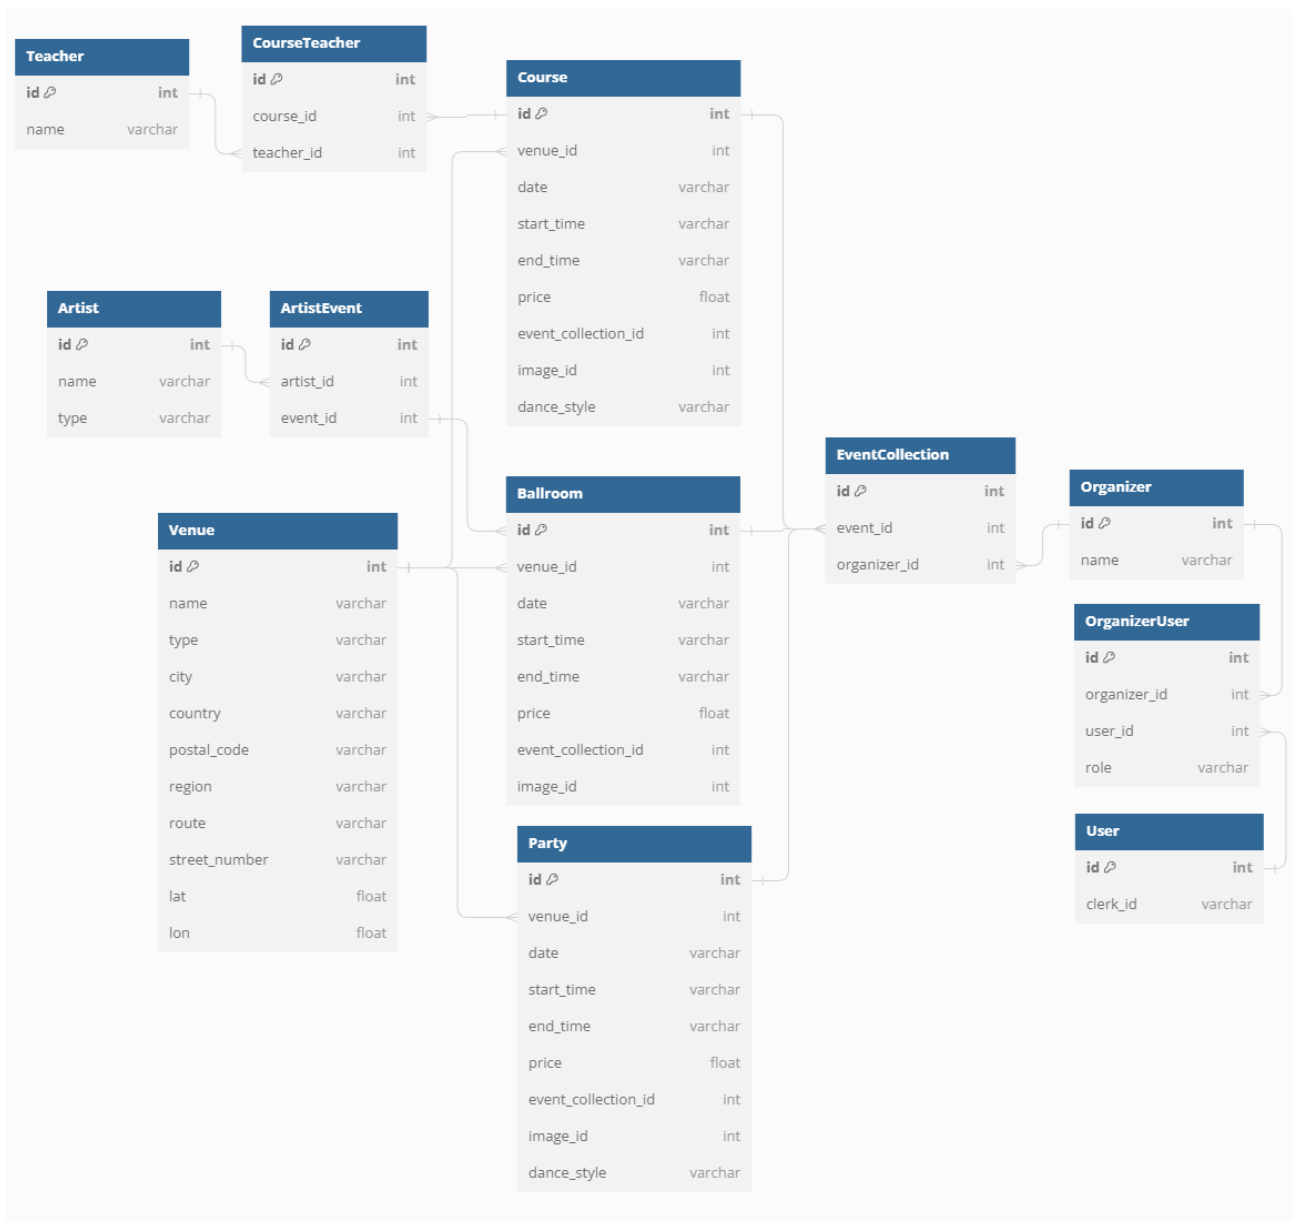 Teacher
id int
name varchar
CourseTeacher
id int
course_id int
teacher_id int
Course
id int
venue_id int
date varchar
start_time varchar
end_time varchar
price float
event_collection_id int
image_id int
dance_style varchar
Artist
id int
name varchar
type varchar
ArtistEvent
id int
artist_id int
event_id int
Venue
id int
name varchar
type varchar
city varchar
country varchar
postal_code varchar
region varchar
route varchar
street_number varchar
lat float
lon float
Ballroom
id int
venue_id int
date varchar
start_time varchar
end_time varchar
price float
event_collection_id int
image_id int
Party
id int
venue_id int
date varchar
start_time varchar
end_time varchar
price float
event_collection_id int
image_id int
dance_style varchar
EventCollection
id int
event_id int
organizer_id int
Organizer
id int
name varchar
OrganizerUser
id int
organizer_id int
user_id int
role varchar
User
id int
clerk_id varchar